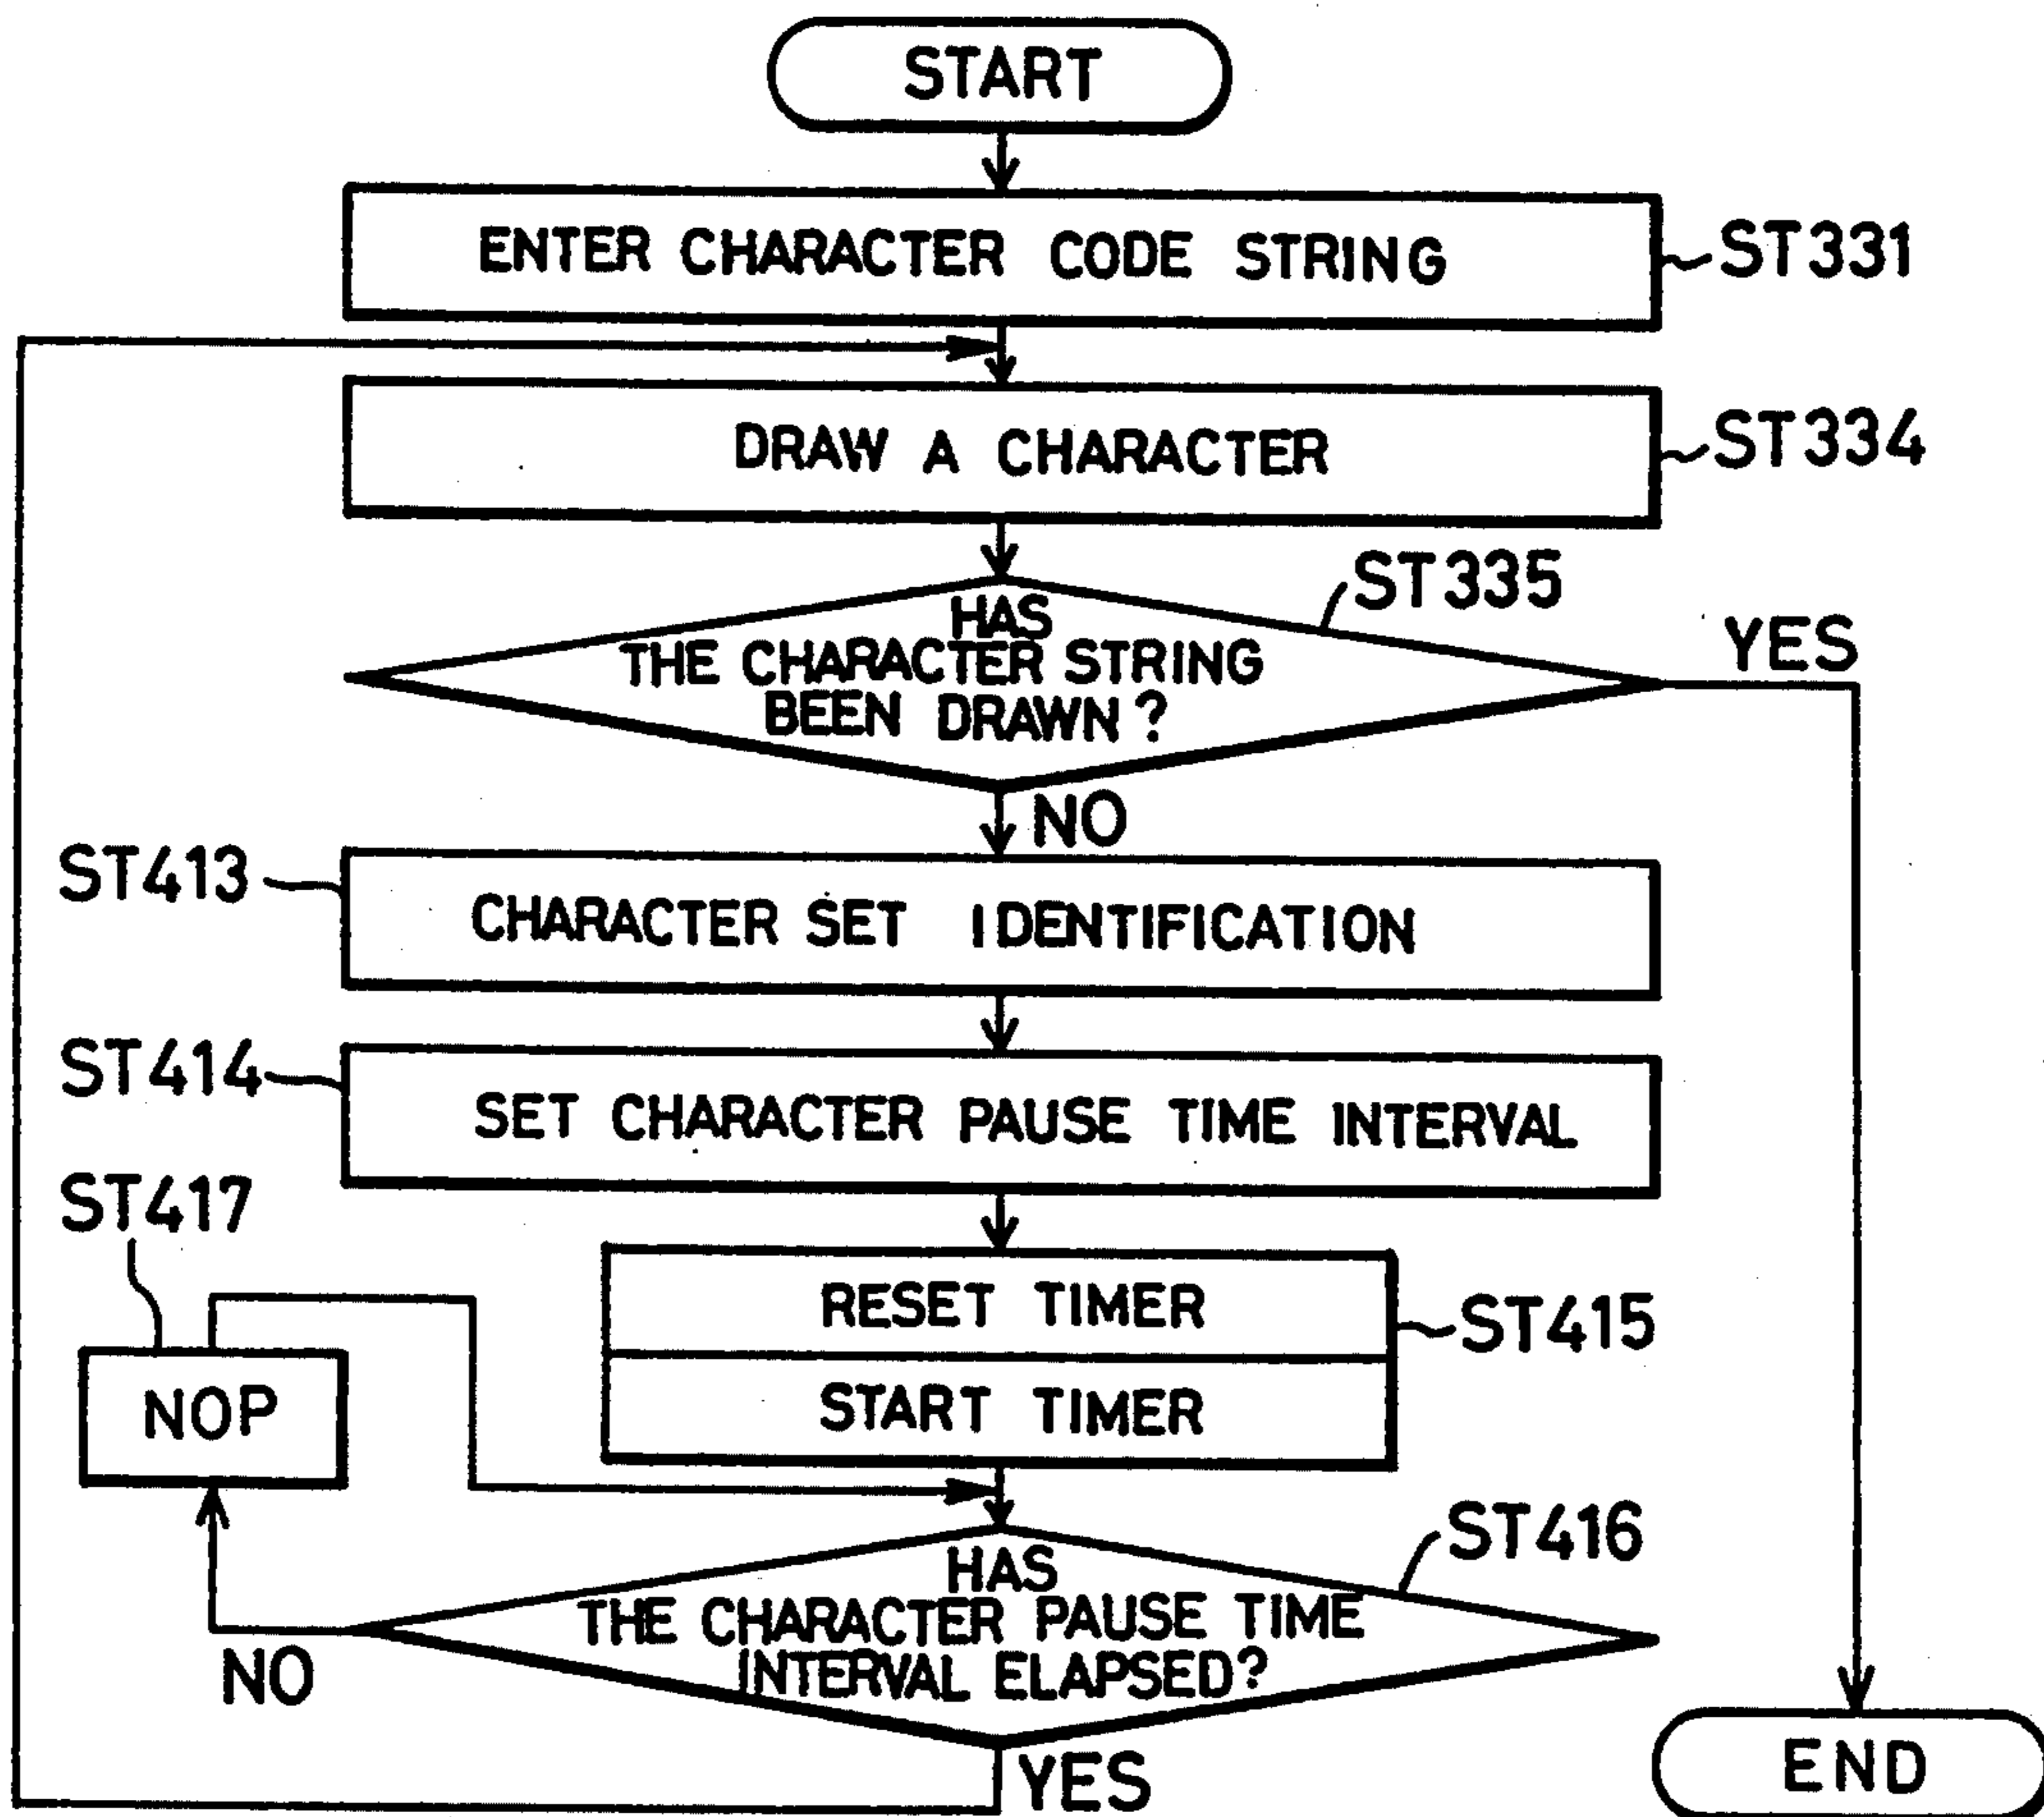 START
ENTER CHARACTER CODE STRING
ST331
DRAW A CHARACTER
ST334
ST335
HAS
THE CHARACTER STRING
BEEN DRAWN?
YES
NO
ST413
CHARACTER SET IDENTIFICATION
ST414
SET CHARACTER PAUSE TIME INTERVAL
ST417
RESET TIMER
START TIMER
ST415
NOP
ST416
HAS
THE CHARACTER PAUSE TIME
INTERVAL ELAPSED?
NO
YES
END